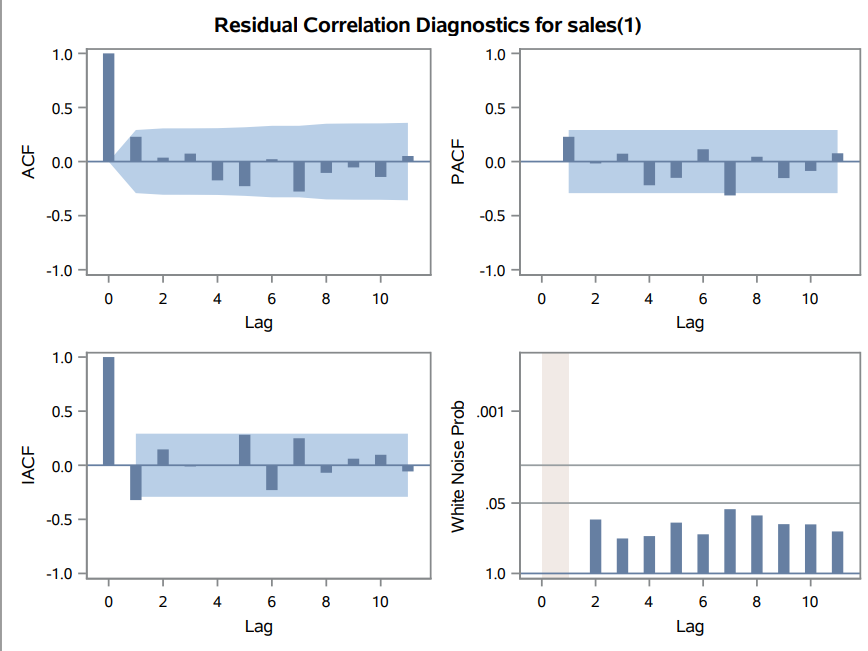 Residual Correlation Diagnostics for sales(1)
1.0
0.5
0.0
-0.5
-1.0
ACF
0 2 4 6 8 10
Lag
1.0
0.5
0.0
-0.5
-1.0
PACF
0 2 4 6 8 10
Lag
1.0
0.5
0.0
-0.5
-1.0
IACF
0 2 4 6 8 10
Lag
.001
.05
1.0
White Noise Prob
0 2 4 6 8 10
Lag